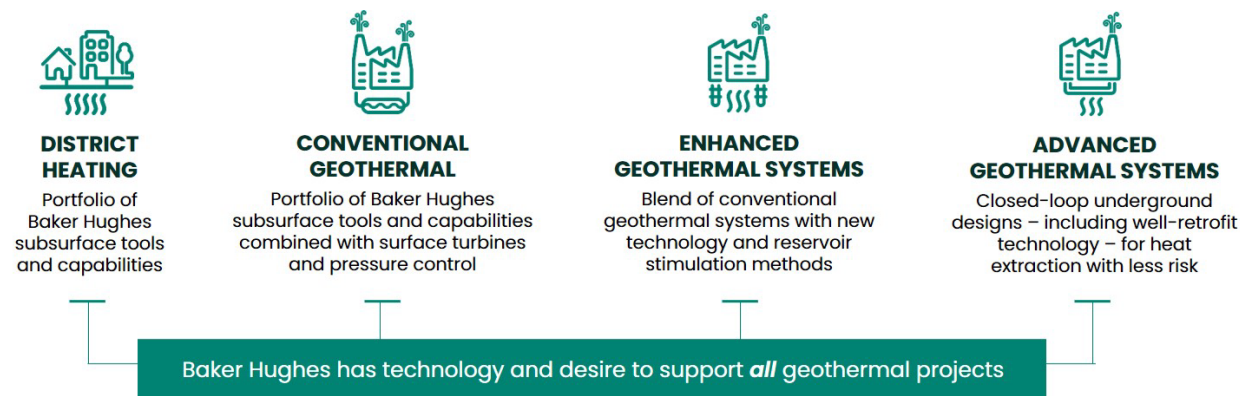 DISTRICT
HEATING
Portfolio of
Baker Hughes
subsurface tools
and capabilities
CONVENTIONAL
GEOTHERMAL
Portfolio of Baker Hughes
subsurface tools and capabilities
combined with surface turbines
and pressure control
ENHANCED
GEOTHERMAL SYSTEMS
Blend of conventional
geothermal systems with new
technology and reservoir
stimulation methods
ADVANCED
GEOTHERMAL SYSTEMS
Closed-loop underground
designs – including well-retrofit
technology – for heat
extraction with less risk
Baker Hughes has technology and desire to support all geothermal projects